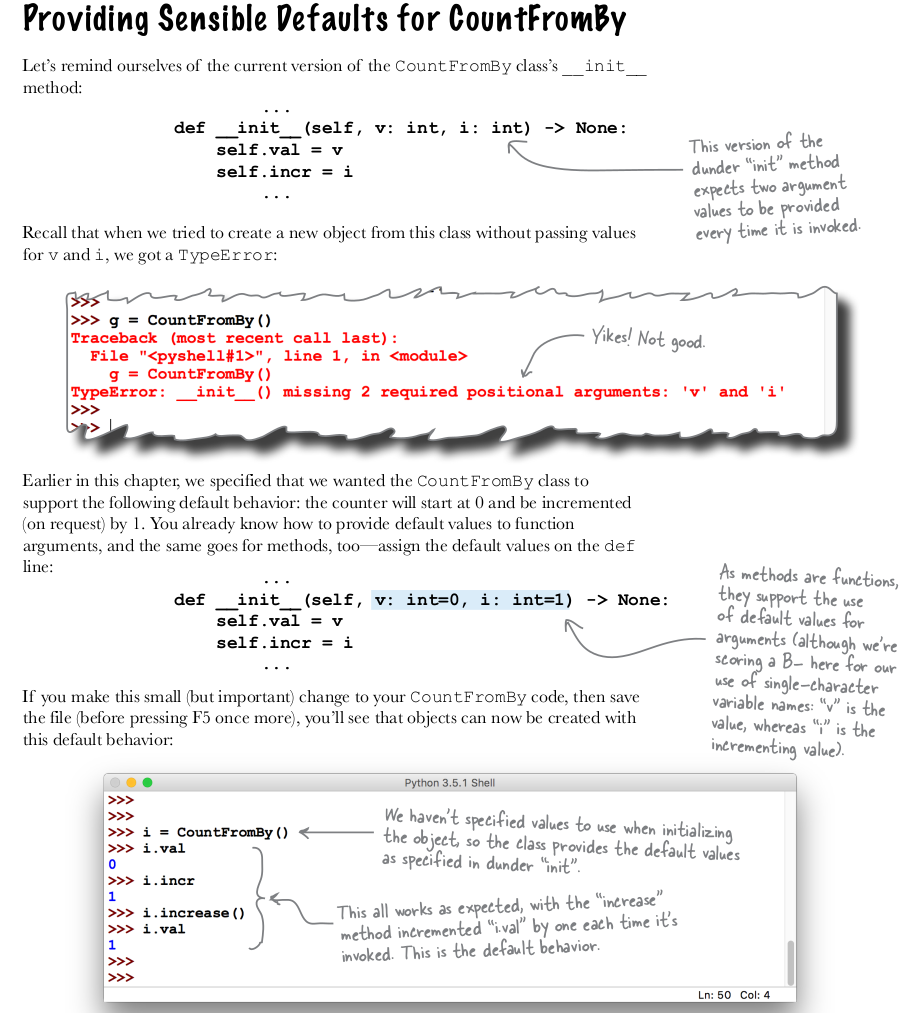 Providing Sensible Defaults for CountFromBy
Let’s remind ourselves of the current version of the CountFromBy class’s __init__
method:
...
def __init__(self, v: int, i: int) -> None:
self.val = v
self.incr = i
...
This version of the
dunder “init” method
expects two argument
values to be provided
every time it is invoked.
Recall that when we tried to create a new object from this class without passing values
for v and i, we got a TypeError:
>>>
>>> g = CountFromBy()
Traceback (most recent call last):
File "<pyshell#1>", line 1, in <module>
g = CountFromBy()
TypeError: __init__() missing 2 required positional arguments: 'v' and 'i'
>>>
>>>
Yikes! Not good.
Earlier in this chapter, we specified that we wanted the CountFromBy class to
support the following default behavior: the counter will start at 0 and be incremented
(on request) by 1. You already know how to provide default values to function
arguments, and the same goes for methods, too—assign the default values on the def
line:
...
def __init__(self, v: int=0, i: int=1) -> None:
self.val = v
self.incr = i
...
As methods are functions,
they support the use
of default values for
arguments (although we’re
scoring a B– here for our
use of single–character
variable names: “v” is the
value, whereas “i” is the
incrementing value).
If you make this small (but important) change to your CountFromBy code, then save
the file (before pressing F5 once more), you’ll see that objects can now be created with
this default behavior:
Python 3.5.1 Shell
>>>
>>>
>>> i = CountFromBy()
>>> i.val
0
>>> i.incr
1
>>> i.increase()
>>> i.val
1
>>>
>>>
We haven’t specified values to use when initializing
the object, so the class provides the default values
as specified in dunder “init”.
This all works as expected, with the “increase”
method incremented “i.val” by one each time it’s
invoked. This is the default behavior.
Ln: 50 Col: 4